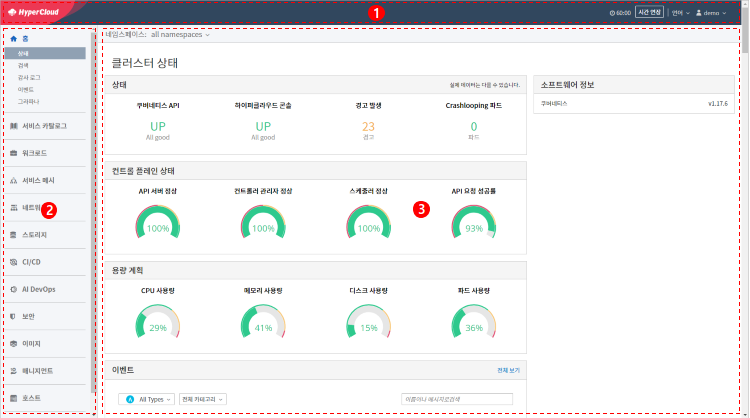 HyperCloud
1
60:00 시간 연장 언어 demo
홈
상태
검색
감사 로그
이벤트
그라파나
서비스 카탈로그
워크로드
서비스 메시
네트워
2
스토리지
CI/CD
AI DevOps
보안
이미지
매니지먼트
호스트
네임스페이스: all namespaces
클러스터 상태
상태 실제 데이터는 다를 수 있습니다.
쿠버네티스 API 하이퍼클라우드 콘솔 경고 발생 Crashlooping 파드
UP UP 23 0
All good All good 경고 파드
소프트웨어 정보
쿠버네티스 v1.17.6
컨트롤 플레인 상태
API 서버 정상 컨트롤러 관리자 정상 스케줄러 정상 API 요청 성공률
3
100% 100% 100% 93%
용량 계획
CPU 사용량 메모리 사용량 디스크 사용량 파드 사용량
29% 41% 15% 36%
이벤트 전체 보기
A All Types 전체 카테고리 이름이나 메시지로검색